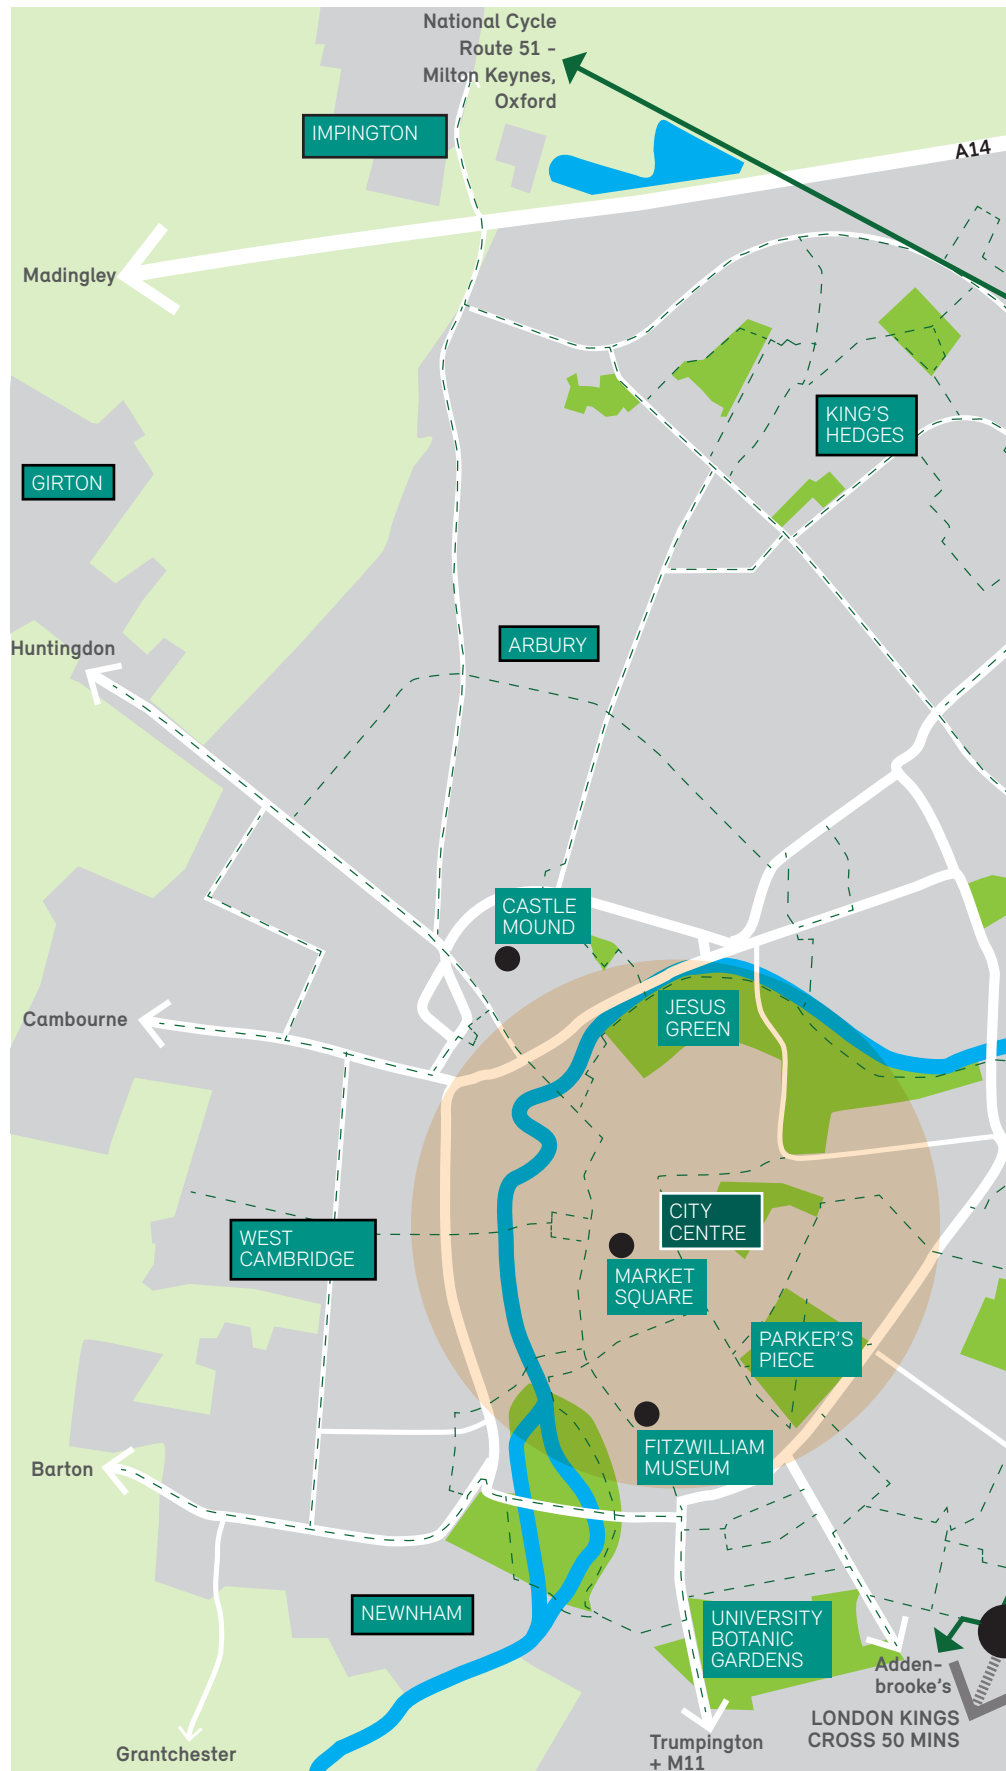 National Cycle
Route 51 -
Milton Keynes,
Oxford
IMPINGTON
A14
Madingley
KING'S
HEDGES
GIRTON
ARBURY
Huntingdon
CASTLE
MOUND
JESUS
GREEN
Cambourne
CITY
CENTRE
WEST
CAMBRIDGE
MARKET
SQUARE
PARKER'S
PIECE
FITZWILLIAM
MUSEUM
Barton
NEWNHAM
UNIVERSITY
BOTANIC
GARDENS
Adden-
brooke's
LONDON KINGS
CROSS 50 MINS
Trumpington
+ M11
Grantchester